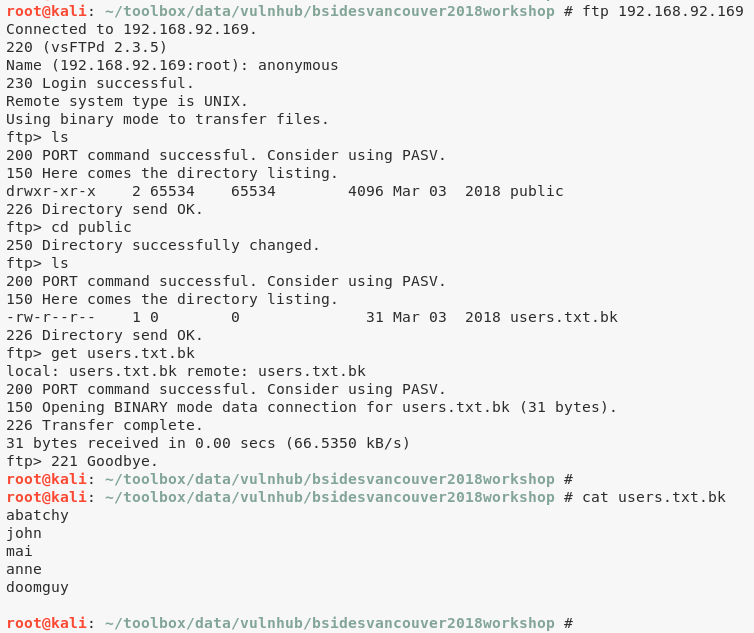 root@kali: ~/toolbox/data/vulnhub/bsidesvancouver2018workshop # ftp 192.168.92.169
Connected to 192.168.92.169.
220 (vsFTPd 2.3.5)
Name (192.168.92.169:root): anonymous
230 Login successful.
Remote system type is UNIX.
Using binary mode to transfer files.
ftp> ls
200 PORT command successful. Consider using PASV.
150 Here comes the directory listing.
drwxr-xr-x    2 65534    65534        4096 Mar 03  2018 public
226 Directory send OK.
ftp> cd public
250 Directory successfully changed.
ftp> ls
200 PORT command successful. Consider using PASV.
150 Here comes the directory listing.
-rw-r--r--    1 0        0              31 Mar 03  2018 users.txt.bk
226 Directory send OK.
ftp> get users.txt.bk
local: users.txt.bk remote: users.txt.bk
200 PORT command successful. Consider using PASV.
150 Opening BINARY mode data connection for users.txt.bk (31 bytes).
226 Transfer complete.
31 bytes received in 0.00 secs (66.5350 kB/s)
ftp> 221 Goodbye.
root@kali: ~/toolbox/data/vulnhub/bsidesvancouver2018workshop #
root@kali: ~/toolbox/data/vulnhub/bsidesvancouver2018workshop # cat users.txt.bk
abatchy
john
mai
anne
doomguy
root@kali: ~/toolbox/data/vulnhub/bsidesvancouver2018workshop #